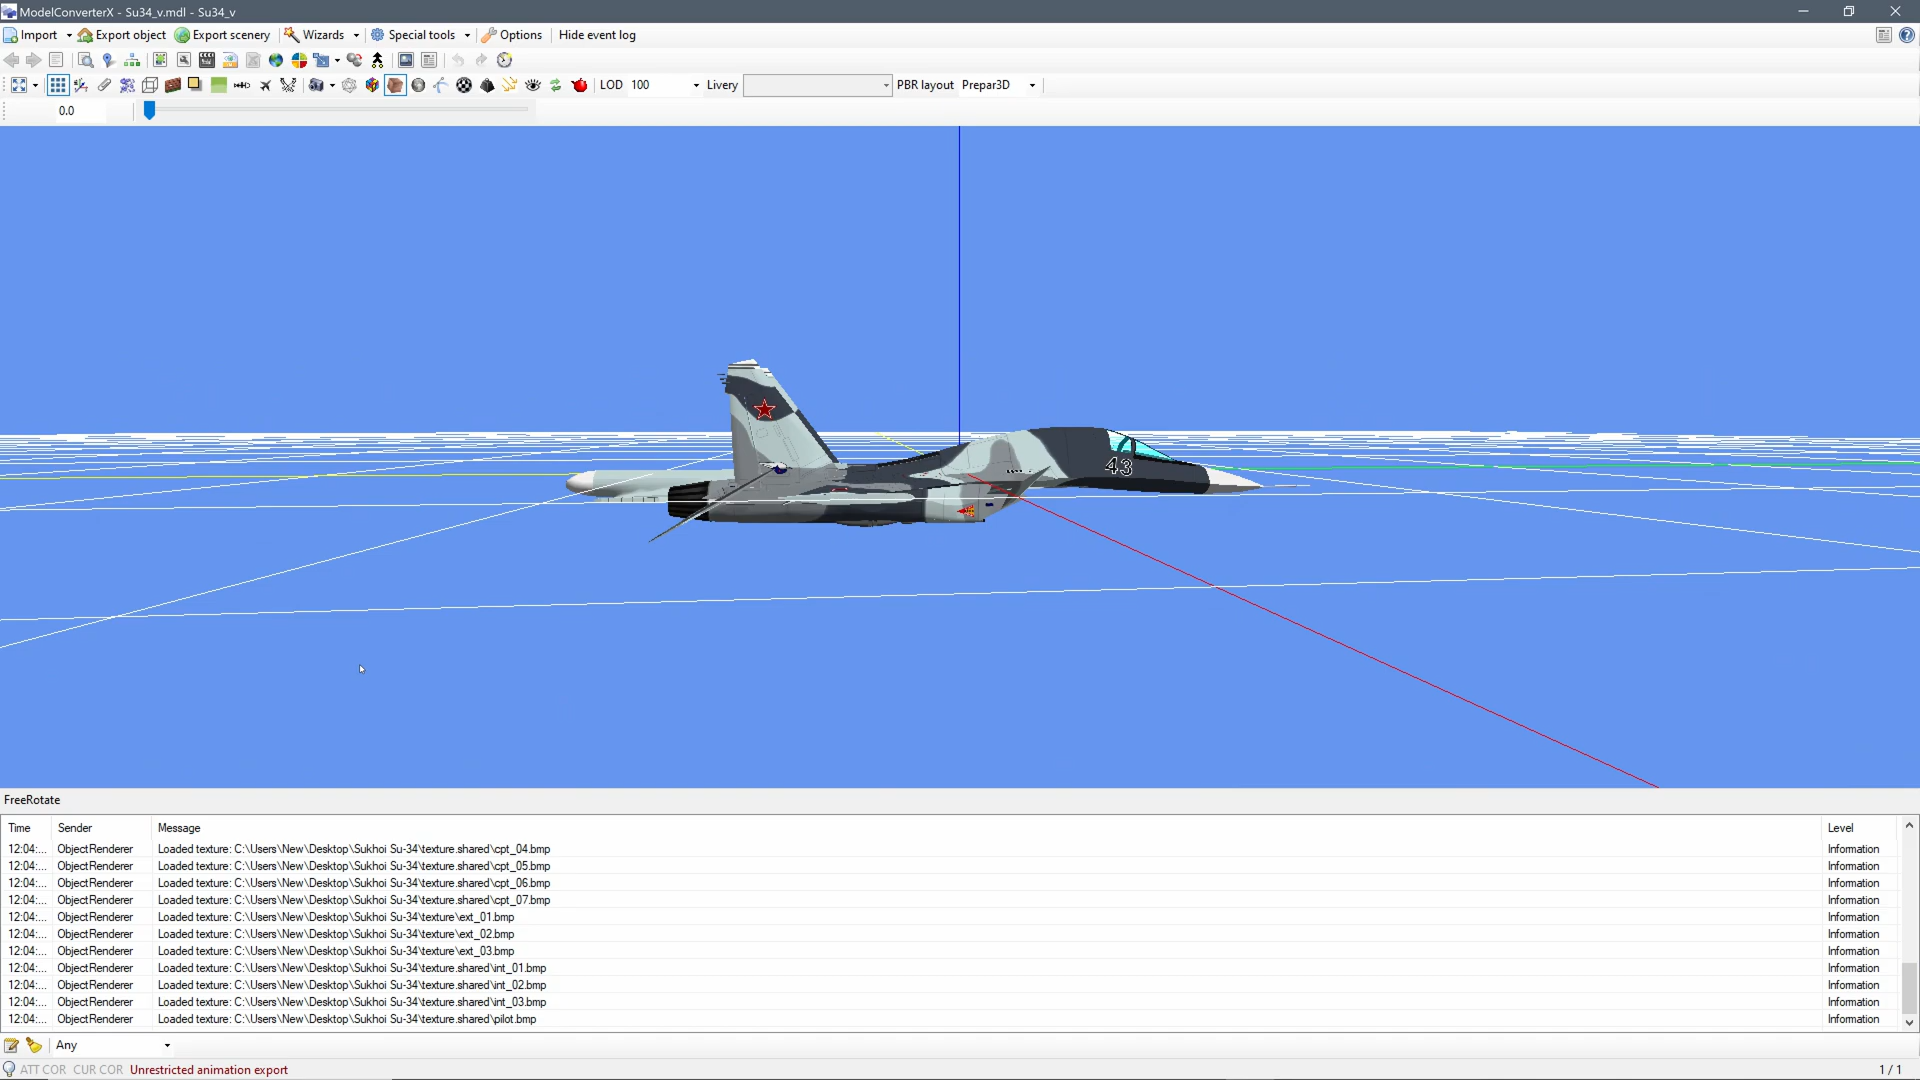 ModelConverterX - Su34_v.mdl - Su34_v
Import Export object Export scenery Wizards Special tools Options Hide event log
LOD 100 Livery PBR layout Prepar3D
0.0
43
FreeRotate
Time Sender Message Level
12:04:... ObjectRenderer Loaded texture: C:\Users\New\Desktop\Sukhoi Su-34\texture.shared\cpt_04.bmp Information
12:04:... ObjectRenderer Loaded texture: C:\Users\New\Desktop\Sukhoi Su-34\texture.shared\cpt_05.bmp Information
12:04:... ObjectRenderer Loaded texture: C:\Users\New\Desktop\Sukhoi Su-34\texture.shared\cpt_06.bmp Information
12:04:... ObjectRenderer Loaded texture: C:\Users\New\Desktop\Sukhoi Su-34\texture.shared\cpt_07.bmp Information
12:04:... ObjectRenderer Loaded texture: C:\Users\New\Desktop\Sukhoi Su-34\texture\ext_01.bmp Information
12:04:... ObjectRenderer Loaded texture: C:\Users\New\Desktop\Sukhoi Su-34\texture\ext_02.bmp Information
12:04:... ObjectRenderer Loaded texture: C:\Users\New\Desktop\Sukhoi Su-34\texture\ext_03.bmp Information
12:04:... ObjectRenderer Loaded texture: C:\Users\New\Desktop\Sukhoi Su-34\texture.shared\int_01.bmp Information
12:04:... ObjectRenderer Loaded texture: C:\Users\New\Desktop\Sukhoi Su-34\texture.shared\int_02.bmp Information
12:04:... ObjectRenderer Loaded texture: C:\Users\New\Desktop\Sukhoi Su-34\texture.shared\int_03.bmp Information
12:04:... ObjectRenderer Loaded texture: C:\Users\New\Desktop\Sukhoi Su-34\texture.shared\pilot.bmp Information
Any
ATT COR CUR COR Unrestricted animation export 1 / 1